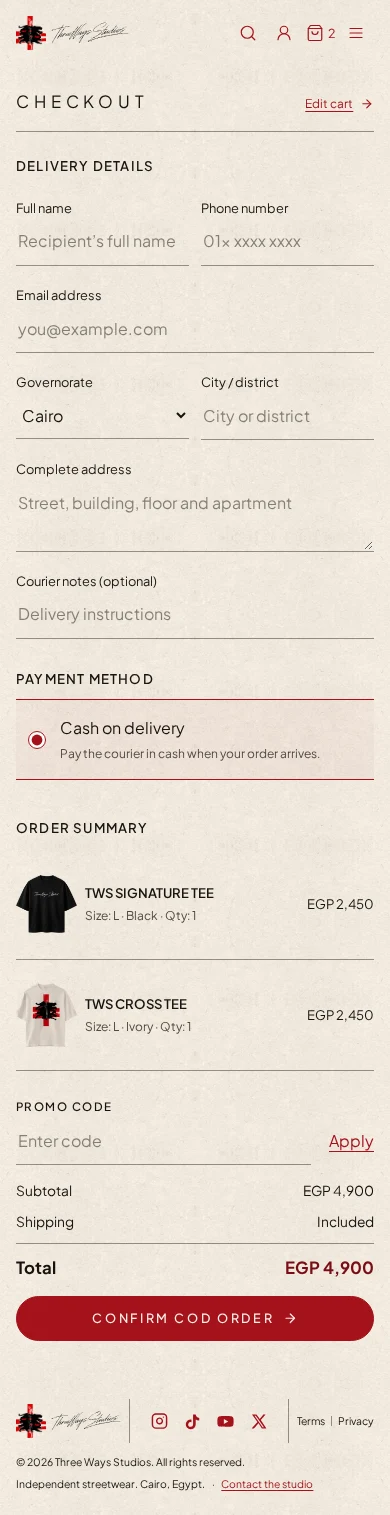 ThreeWays Studios
2
CHECKOUT
Edit cart →
DELIVERY DETAILS
Full name
Phone number
Recipient's full name
01x xxxx xxxx
Email address
you@example.com
Governorate
City / district
Cairo
City or district
Complete address
Street, building, floor and apartment
Courier notes (optional)
Delivery instructions
PAYMENT METHOD
Cash on delivery
Pay the courier in cash when your order arrives.
ORDER SUMMARY
TWS SIGNATURE TEE
Size: L · Black · Qty: 1
EGP 2,450
TWS CROSS TEE
Size: L · Ivory · Qty: 1
EGP 2,450
PROMO CODE
Enter code
Apply
Subtotal
EGP 4,900
Shipping
Included
Total
EGP 4,900
CONFIRM COD ORDER →
ThreeWays Studios
Terms | Privacy
© 2026 Three Ways Studios. All rights reserved.
Independent streetwear. Cairo, Egypt. · Contact the studio